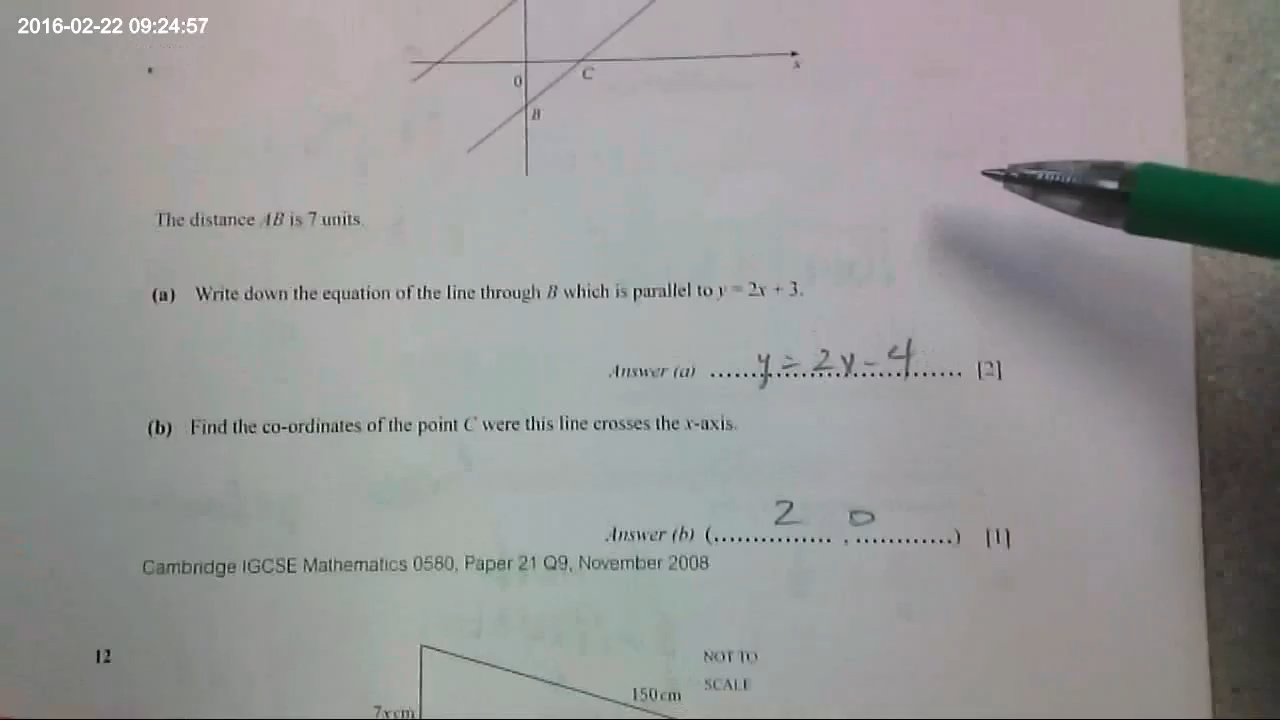 2016-02-22 09:24:57
x
0
C
B
The distance AB is 7 units.
(a) Write down the equation of the line through B which is parallel to y = 2x + 3.
Answer (a) ................................ [2]
y = 2x - 4
(b) Find the co-ordinates of the point C were this line crosses the x-axis.
2 0
Answer (b) (............... , ............) [1]
Cambridge IGCSE Mathematics 0580, Paper 21 Q9, November 2008
12
NOT TO
SCALE
150 cm
7x cm